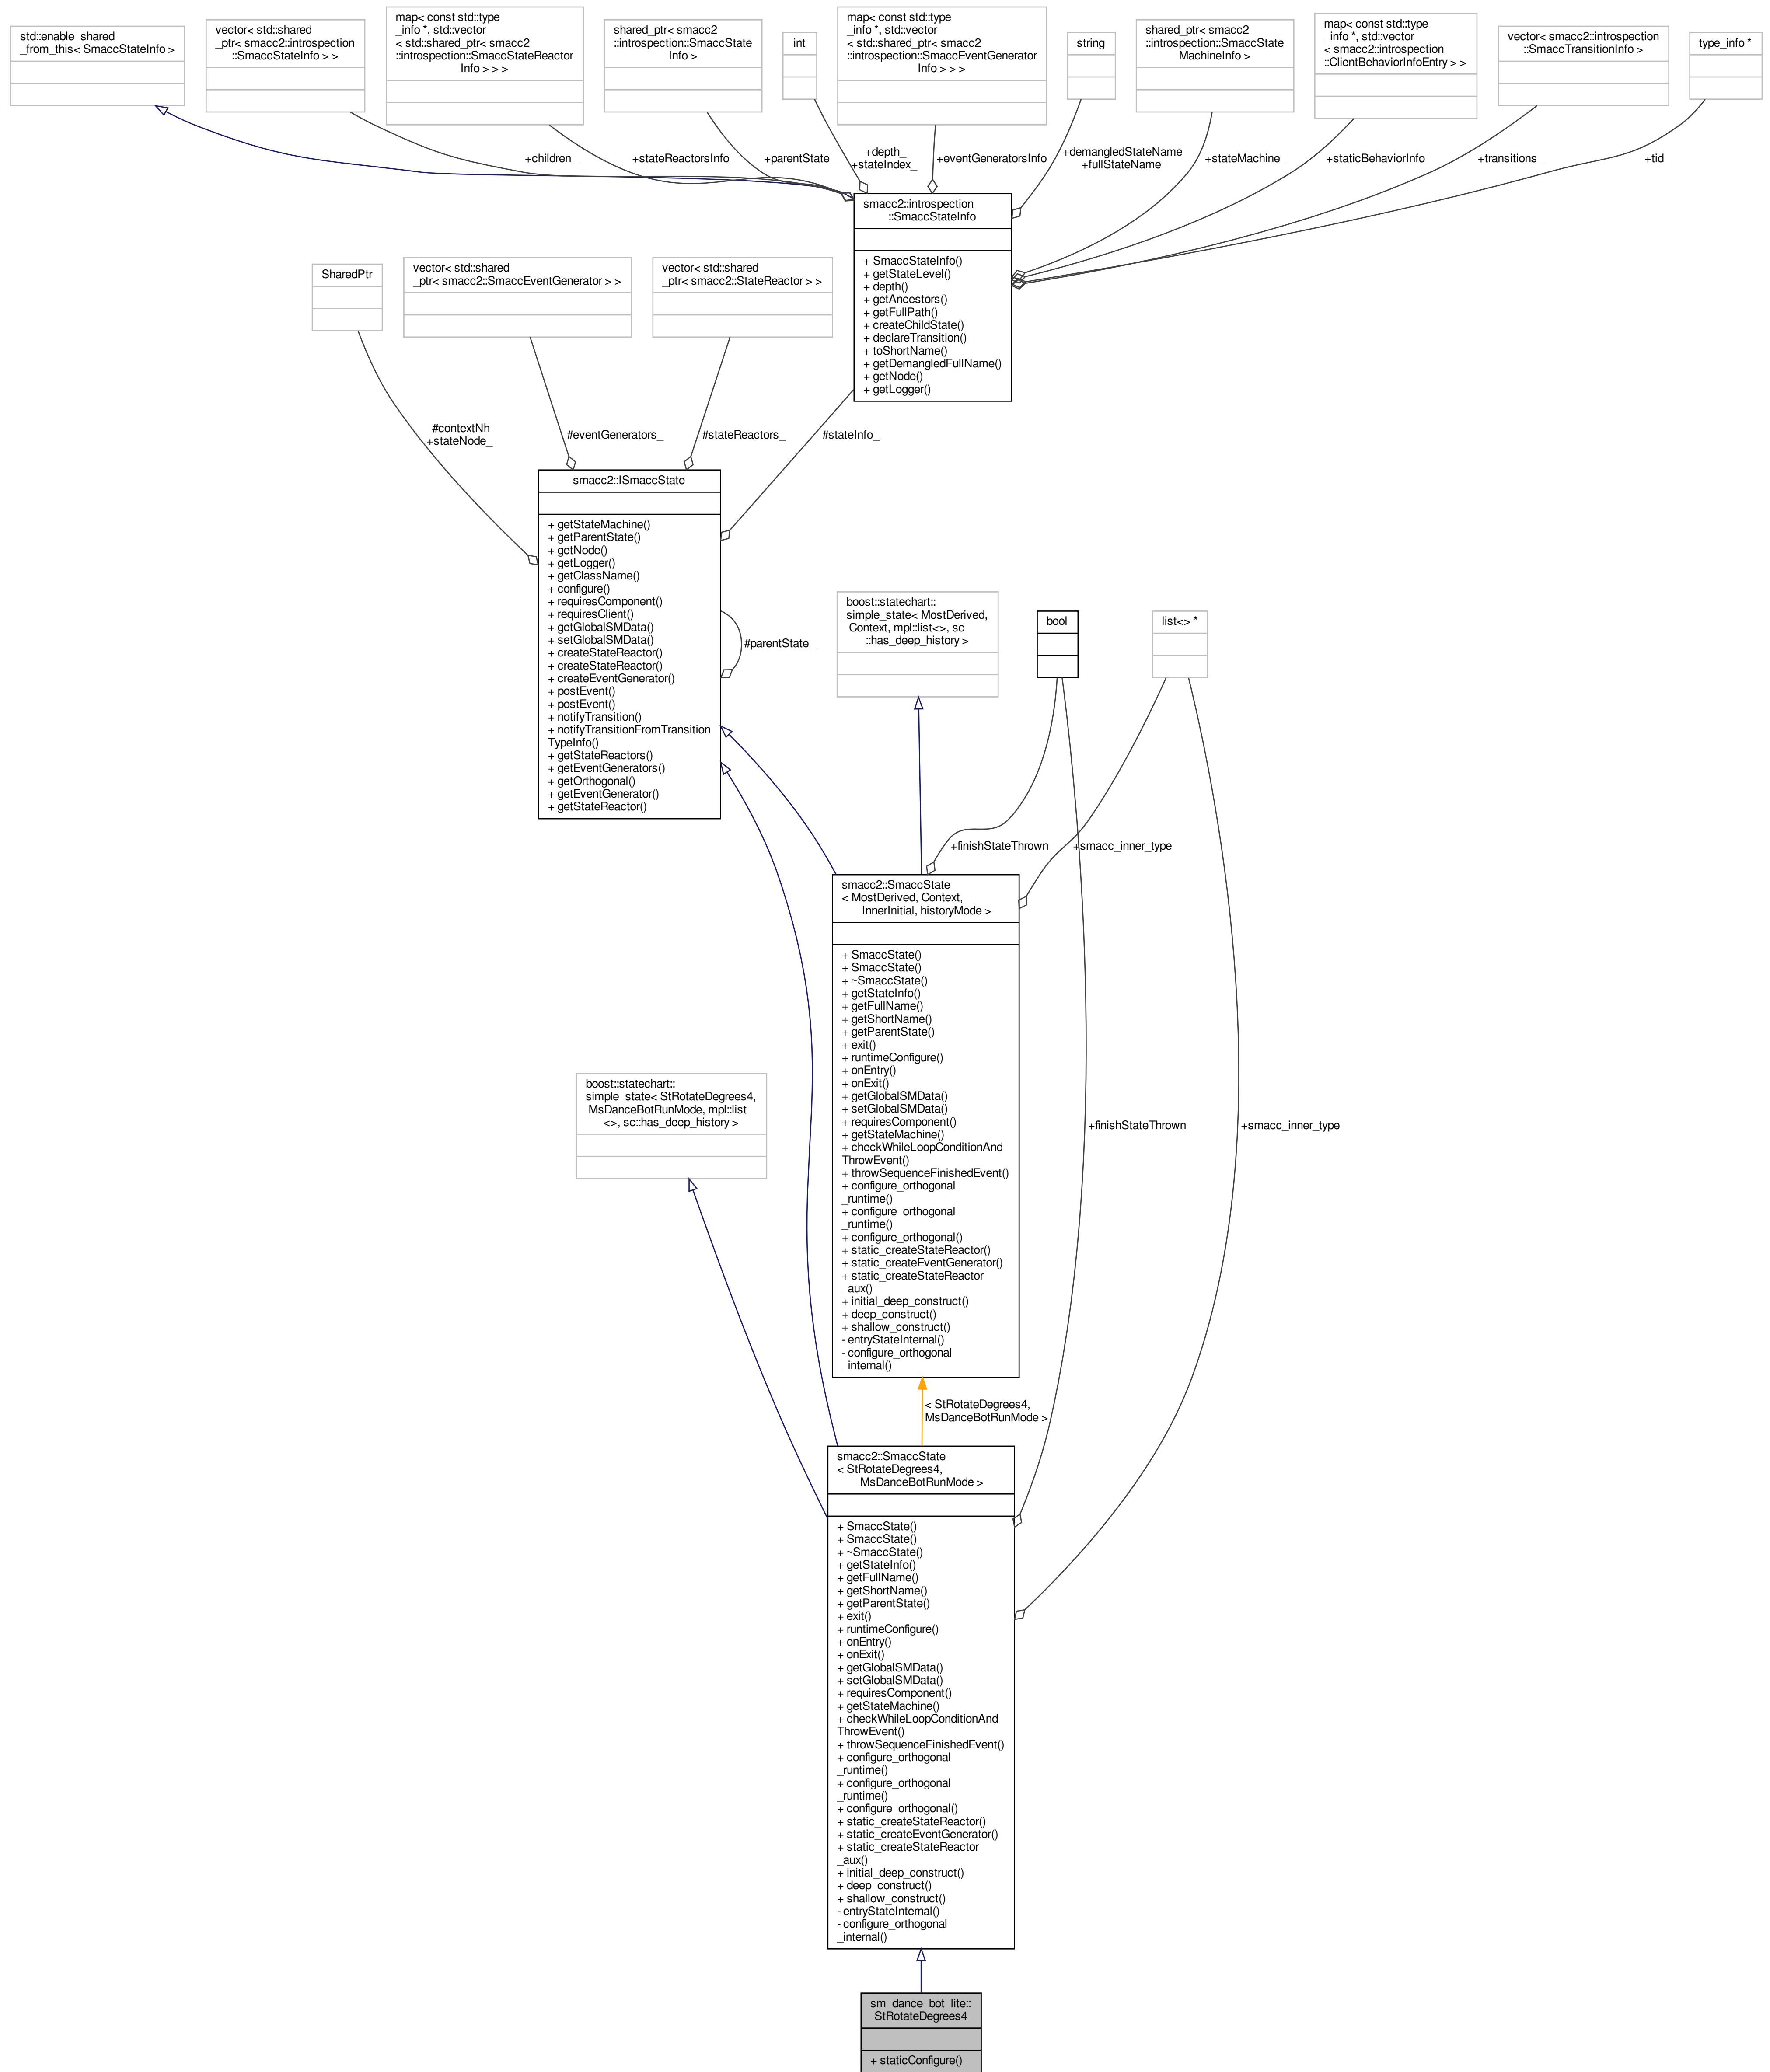 std::enable_shared
_from_this< SmaccStateInfo >
vector< std::shared
_ptr< smacc2::introspection
::SmaccStateInfo > >
map< const std::type
_info *, std::vector
< std::shared_ptr< smacc2
::introspection::SmaccStateReactor
Info > > >
shared_ptr< smacc2
::introspection::SmaccState
Info >
int
map< const std::type
_info *, std::vector
< std::shared_ptr< smacc2
::introspection::SmaccEventGenerator
Info > > >
string
shared_ptr< smacc2
::introspection::SmaccState
MachineInfo >
map< const std::type
_info *, std::vector
< smacc2::introspection
::ClientBehaviorInfoEntry > >
vector< smacc2::introspection
::SmaccTransitionInfo >
type_info *
+children_
+stateReactorsInfo
+parentState_
+depth_
+stateIndex_
+eventGeneratorsInfo
+demangledStateName
+fullStateName
+stateMachine_
+staticBehaviorInfo
+transitions_
+tid_
smacc2::introspection
::SmaccStateInfo
+ SmaccStateInfo()
+ getStateLevel()
+ depth()
+ getAncestors()
+ getFullPath()
+ createChildState()
+ declareTransition()
+ toShortName()
+ getDemangledFullName()
+ getNode()
+ getLogger()
SharedPtr
vector< std::shared
_ptr< smacc2::SmaccEventGenerator > >
vector< std::shared
_ptr< smacc2::StateReactor > >
#contextNh
+stateNode_
#eventGenerators_
#stateReactors_
#stateInfo_
smacc2::ISmaccState
+ getStateMachine()
+ getParentState()
+ getNode()
+ getLogger()
+ getClassName()
+ configure()
+ requiresComponent()
+ requiresClient()
+ getGlobalSMData()
+ setGlobalSMData()
+ createStateReactor()
+ createStateReactor()
+ createEventGenerator()
+ postEvent()
+ postEvent()
+ notifyTransition()
+ notifyTransitionFromTransition
TypeInfo()
+ getStateReactors()
+ getEventGenerators()
+ getOrthogonal()
+ getEventGenerator()
+ getStateReactor()
#parentState_
boost::statechart::
simple_state< MostDerived,
Context, mpl::list<>, sc
::has_deep_history >
bool
list<> *
+finishStateThrown
+smacc_inner_type
smacc2::SmaccState
< MostDerived, Context,
InnerInitial, historyMode >
+ SmaccState()
+ SmaccState()
+ ~SmaccState()
+ getStateInfo()
+ getFullName()
+ getShortName()
+ getParentState()
+ exit()
+ runtimeConfigure()
+ onEntry()
+ onExit()
+ getGlobalSMData()
+ setGlobalSMData()
+ requiresComponent()
+ getStateMachine()
+ checkWhileLoopConditionAnd
ThrowEvent()
+ throwSequenceFinishedEvent()
+ configure_orthogonal
_runtime()
+ configure_orthogonal
_runtime()
+ configure_orthogonal()
+ static_createStateReactor()
+ static_createEventGenerator()
+ static_createStateReactor
_aux()
+ initial_deep_construct()
+ deep_construct()
+ shallow_construct()
- entryStateInternal()
- configure_orthogonal
_internal()
boost::statechart::
simple_state< StRotateDegrees4,
MsDanceBotRunMode, mpl::list
<>, sc::has_deep_history >
+finishStateThrown
+smacc_inner_type
< StRotateDegrees4,
MsDanceBotRunMode >
smacc2::SmaccState
< StRotateDegrees4,
MsDanceBotRunMode >
+ SmaccState()
+ SmaccState()
+ ~SmaccState()
+ getStateInfo()
+ getFullName()
+ getShortName()
+ getParentState()
+ exit()
+ runtimeConfigure()
+ onEntry()
+ onExit()
+ getGlobalSMData()
+ setGlobalSMData()
+ requiresComponent()
+ getStateMachine()
+ checkWhileLoopConditionAnd
ThrowEvent()
+ throwSequenceFinishedEvent()
+ configure_orthogonal
_runtime()
+ configure_orthogonal
_runtime()
+ configure_orthogonal()
+ static_createStateReactor()
+ static_createEventGenerator()
+ static_createStateReactor
_aux()
+ initial_deep_construct()
+ deep_construct()
+ shallow_construct()
- entryStateInternal()
- configure_orthogonal
_internal()
sm_dance_bot_lite::
StRotateDegrees4
+ staticConfigure()